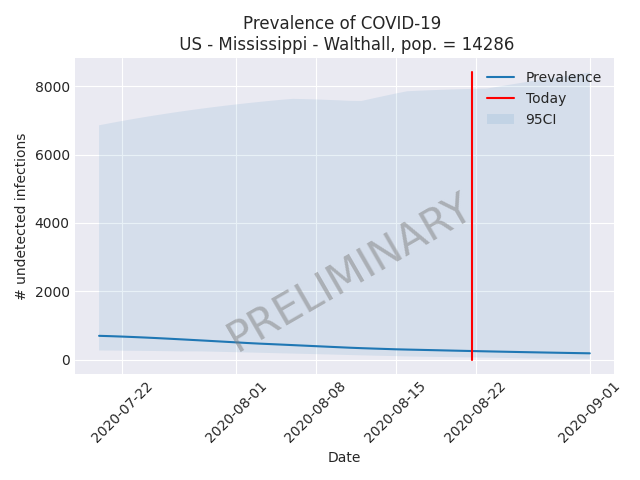 Prevalence of COVID-19
US - Mississippi - Walthall, pop. = 14286
# undetected infections
8000
6000
4000
2000
0
Prevalence
Today
95CI
PRELIMINARY
2020-07-22
2020-08-01
2020-08-08
2020-08-15
2020-08-22
2020-09-01
Date